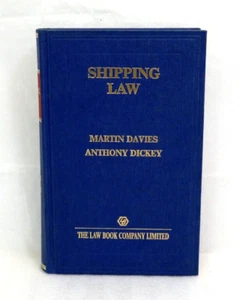 SHIPPING
LAW
MARTIN DAVIES
ANTHONY DICKEY
THE LAW BOOK COMPANY LIMITED